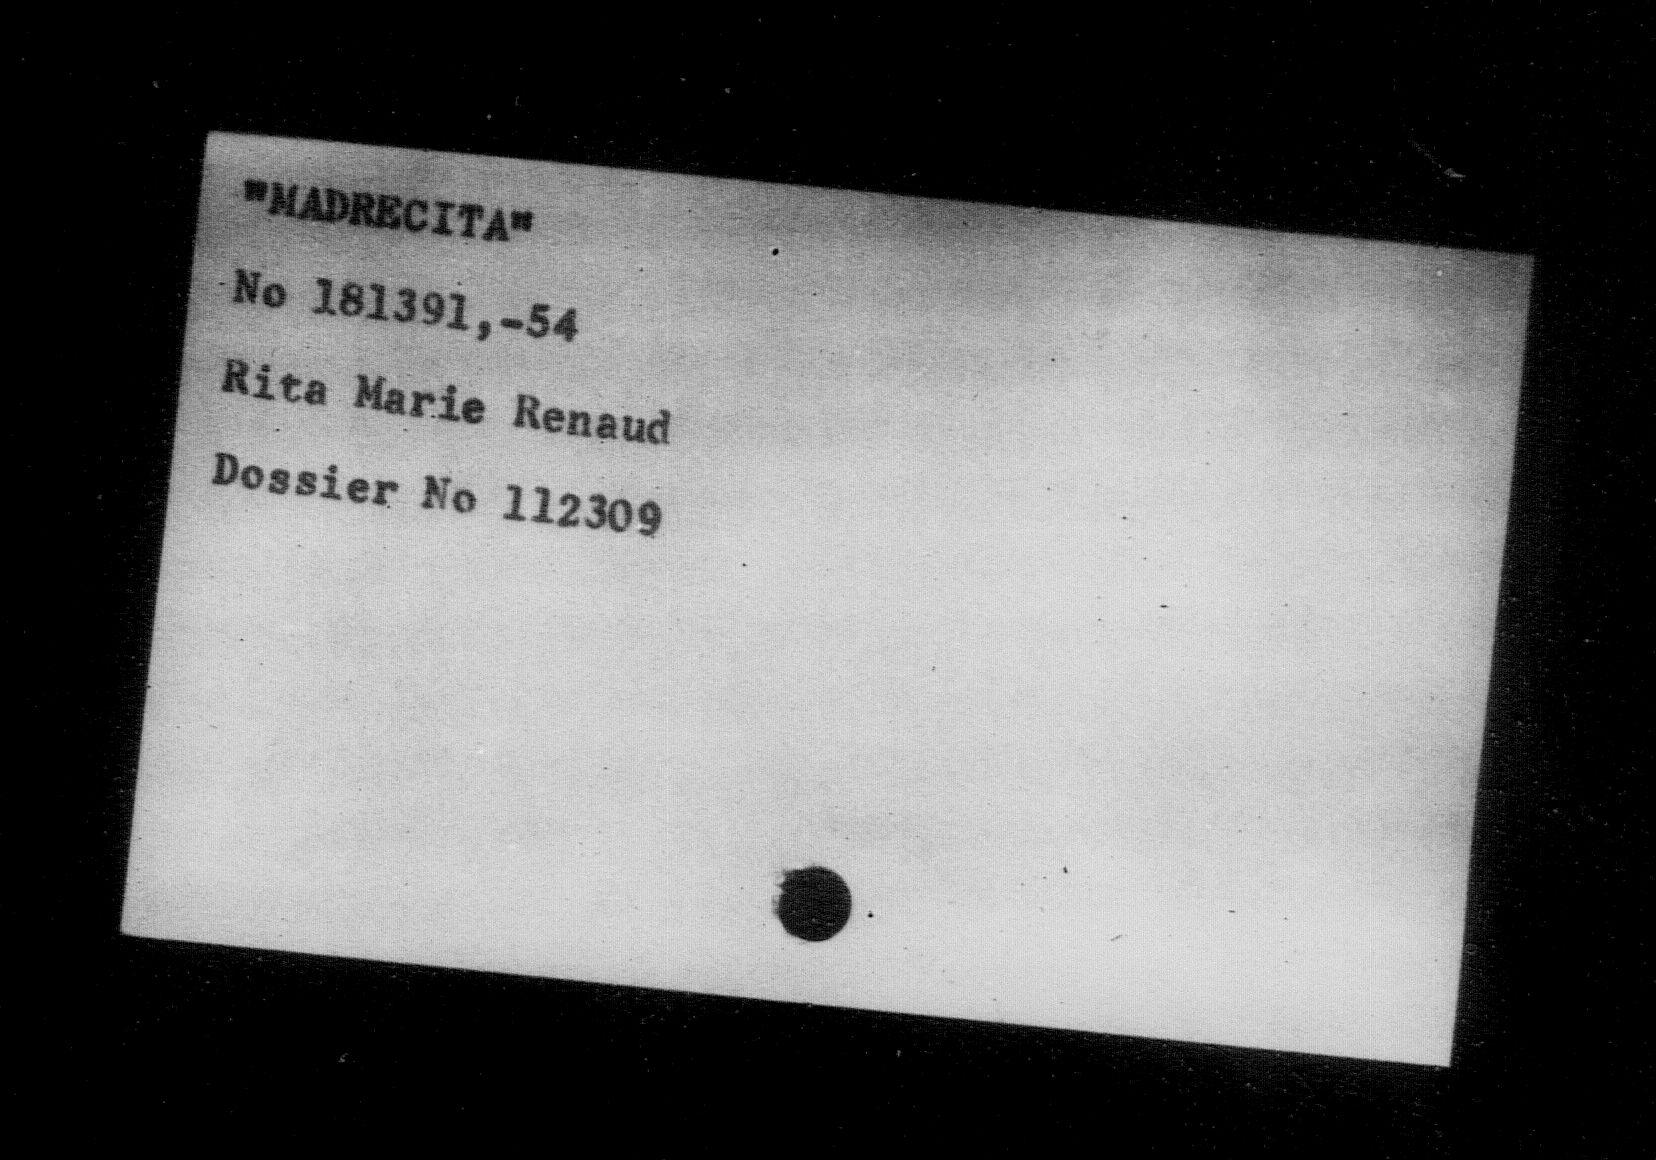 "MADRECITA"
No 181391,-54
Rita Marie Renaud
Dossier No 112309